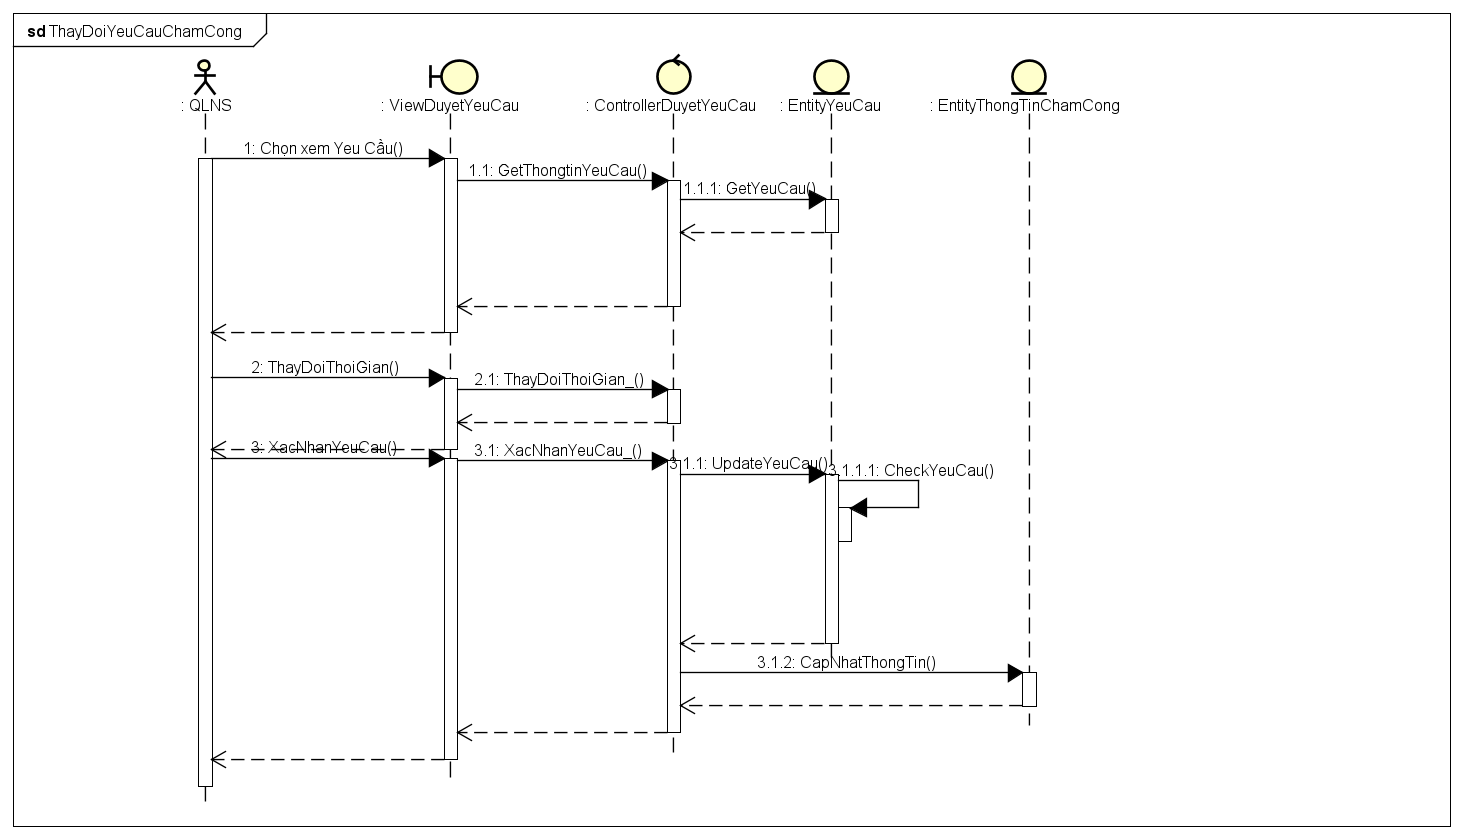 sd ThayDoiYeuCauChamCong
: QLNS
: ViewDuyetYeuCau
: ControllerDuyetYeuCau
: EntityYeuCau
: EntityThongTinChamCong
1: Chọn xem Yeu Cầu()
1.1: GetThongtinYeuCau()
1.1.1: GetYeuCau()
2: ThayDoiThoiGian()
2.1: ThayDoiThoiGian_()
3: XacNhanYeuCau()
3.1: XacNhanYeuCau_()
3.1.1: UpdateYeuCau()
3.1.1.1: CheckYeuCau()
3.1.2: CapNhatThongTin()